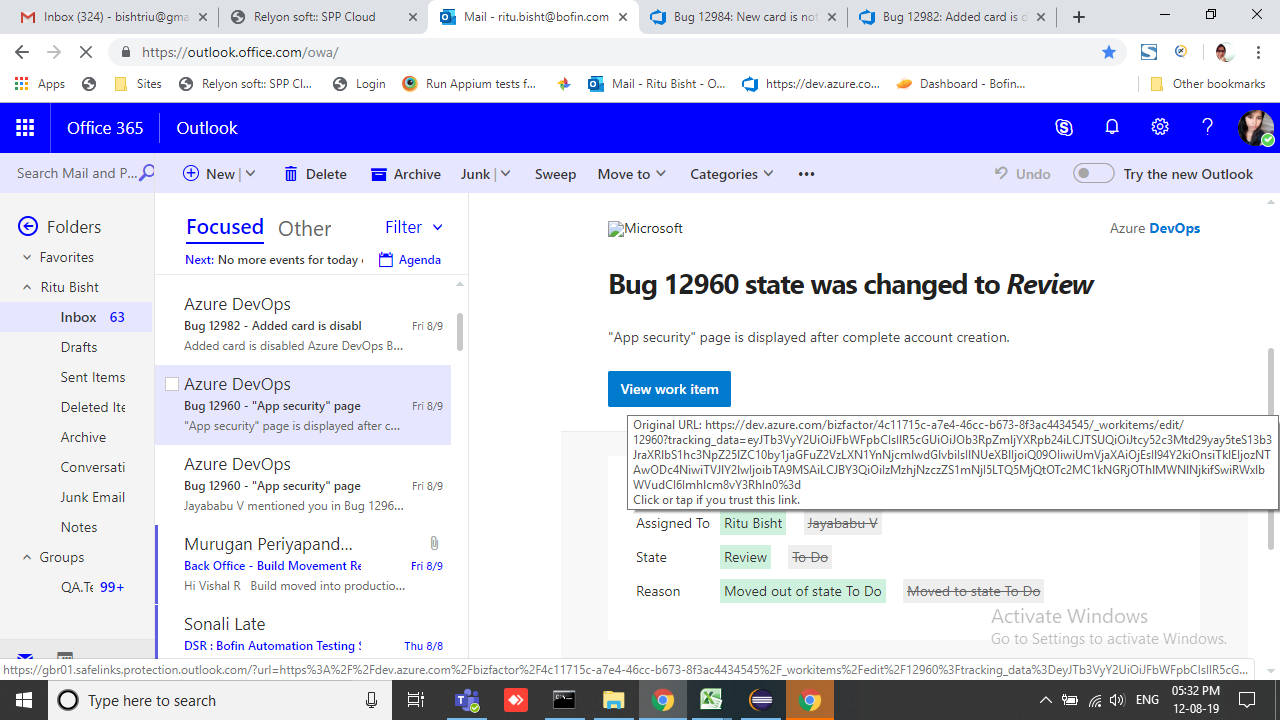 Inbox (324) - bishtriu@gma
Relyon soft:: SPP Cloud
Mail - ritu.bisht@bofin.com
Bug 12984: New card is not
Bug 12982: Added card is d
https://outlook.office.com/owa/
Apps
Sites
Relyon soft:: SPP Cl...
Login
Run Appium tests f...
Mail - Ritu Bisht - O...
https://dev.azure.co...
Dashboard - Bofin...
Other bookmarks
Office 365
Outlook
Search Mail and P...
New
Delete
Archive
Junk
Sweep
Move to
Categories
Undo
Try the new Outlook
Folders
Favorites
Ritu Bisht
Inbox 63
Drafts
Sent Items
Deleted Ite
Archive
Conversati
Junk Email
Notes
Groups
QA.Te 99+
Focused
Other
Filter
Next: No more events for today
Agenda
Azure DevOps
Bug 12982 - Added card is disabl
Fri 8/9
Added card is disabled Azure DevOps B...
Azure DevOps
Bug 12960 - "App security" page
Fri 8/9
"App security" page is displayed after c...
Azure DevOps
Bug 12960 - "App security" page
Fri 8/9
Jayababu V mentioned you in Bug 1296...
Murugan Periyapand...
Back Office - Build Movement Re
Fri 8/9
Hi Vishal R Build moved into productio...
Sonali Late
DSR : Bofin Automation Testing S
Thu 8/8
Microsoft
Azure DevOps
Bug 12960 state was changed to Review
"App security" page is displayed after complete account creation.
View work item
Original URL: https://dev.azure.com/bizfactor/4c11715c-a7e4-46cc-b673-8f3ac4434545/_workitems/edit/
Click or tap if you trust this link.
Assigned To Ritu Bisht Jayababu V
State Review To Do
Reason Moved out of state To Do Moved to state To Do
Activate Windows
Go to Settings to activate Windows.
https://gbr01.safelinks.protection.outlook.com/?url=https%3A%2F%2Fdev.azure.com%2Fbizfactor%2F4c11715c-a7e4-46cc-b673-8f3ac4434545%2F_workitems%2Fedit%2F12960%3Ftracking_data%3DeyJTb3VyY2UiOiJFbWFpbCIsIlR5cG...
Type here to search
ENG
05:32 PM
12-08-19